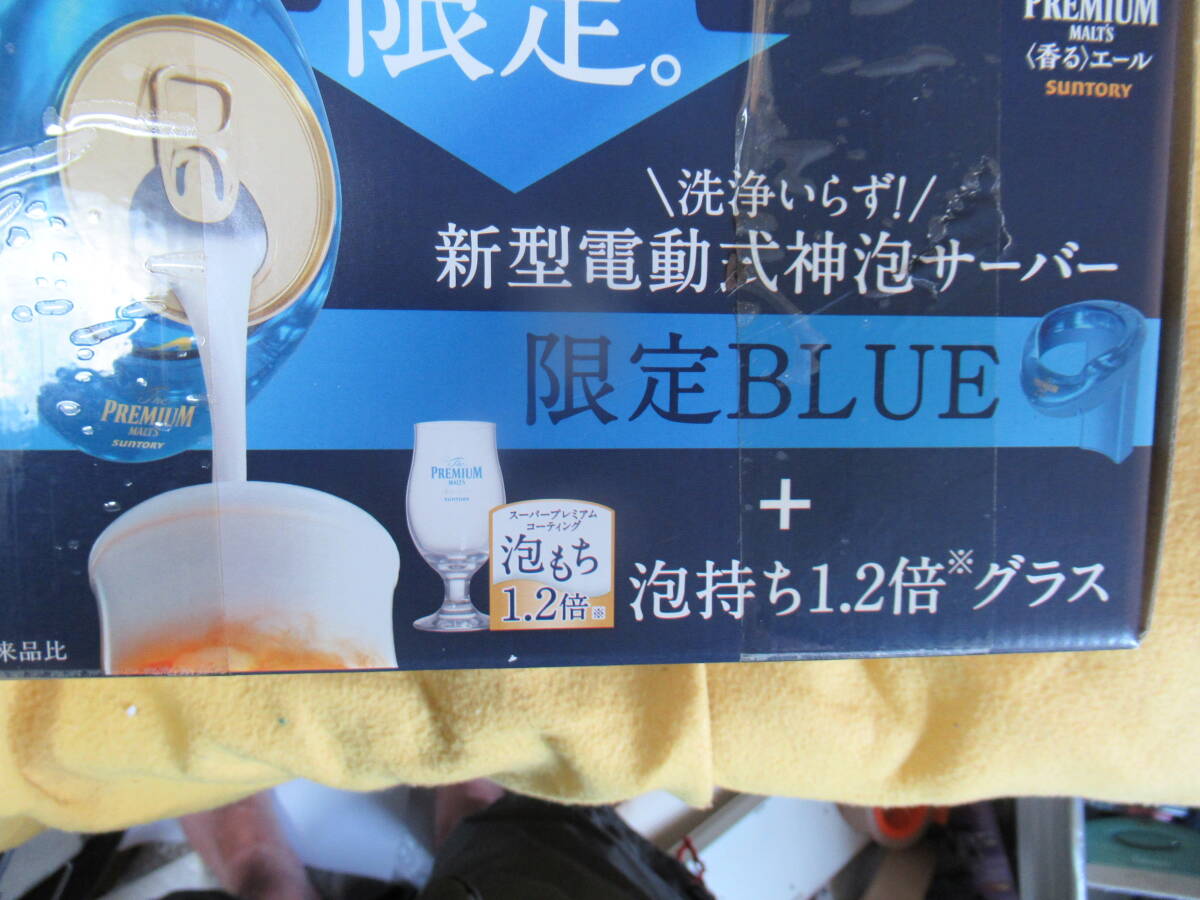 限定。
PREMIUM
MALT'S
〈香る〉エール
SUNTORY
\洗浄いらず!/
新型電動式神泡サーバー
限定BLUE
The
PREMIUM
MALT'S
SUNTORY
The
PREMIUM
MALT'S
SUNTORY
スーパープレミアム
コーティング
泡もち
1.2倍※
+
泡持ち1.2倍※グラス
来品比